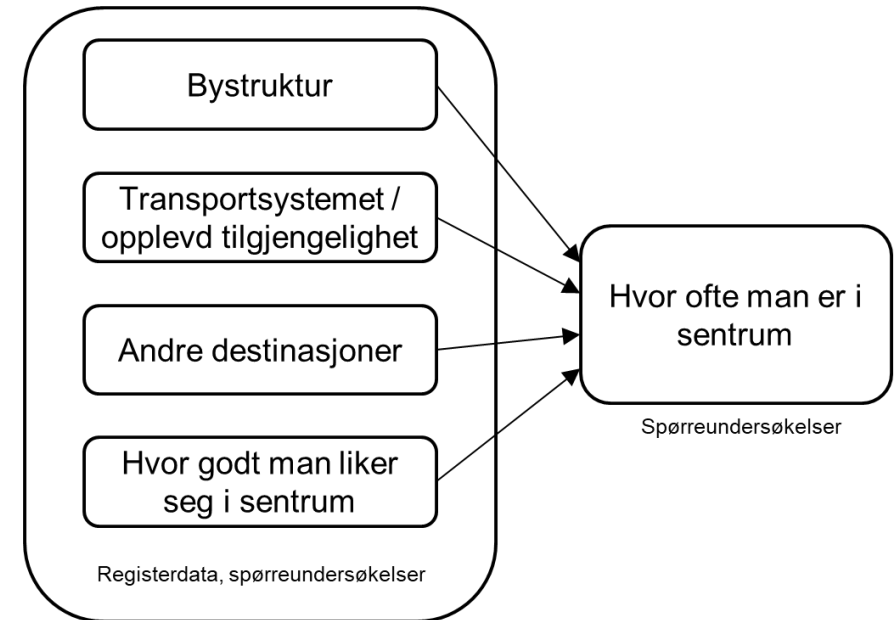 Bystruktur
Transportsystemet /
opplevd tilgjengelighet
Andre destinasjoner
Hvor godt man liker
seg i sentrum
Registerdata, spørreundersøkelser
Hvor ofte man er i
sentrum
Spørreundersøkelser